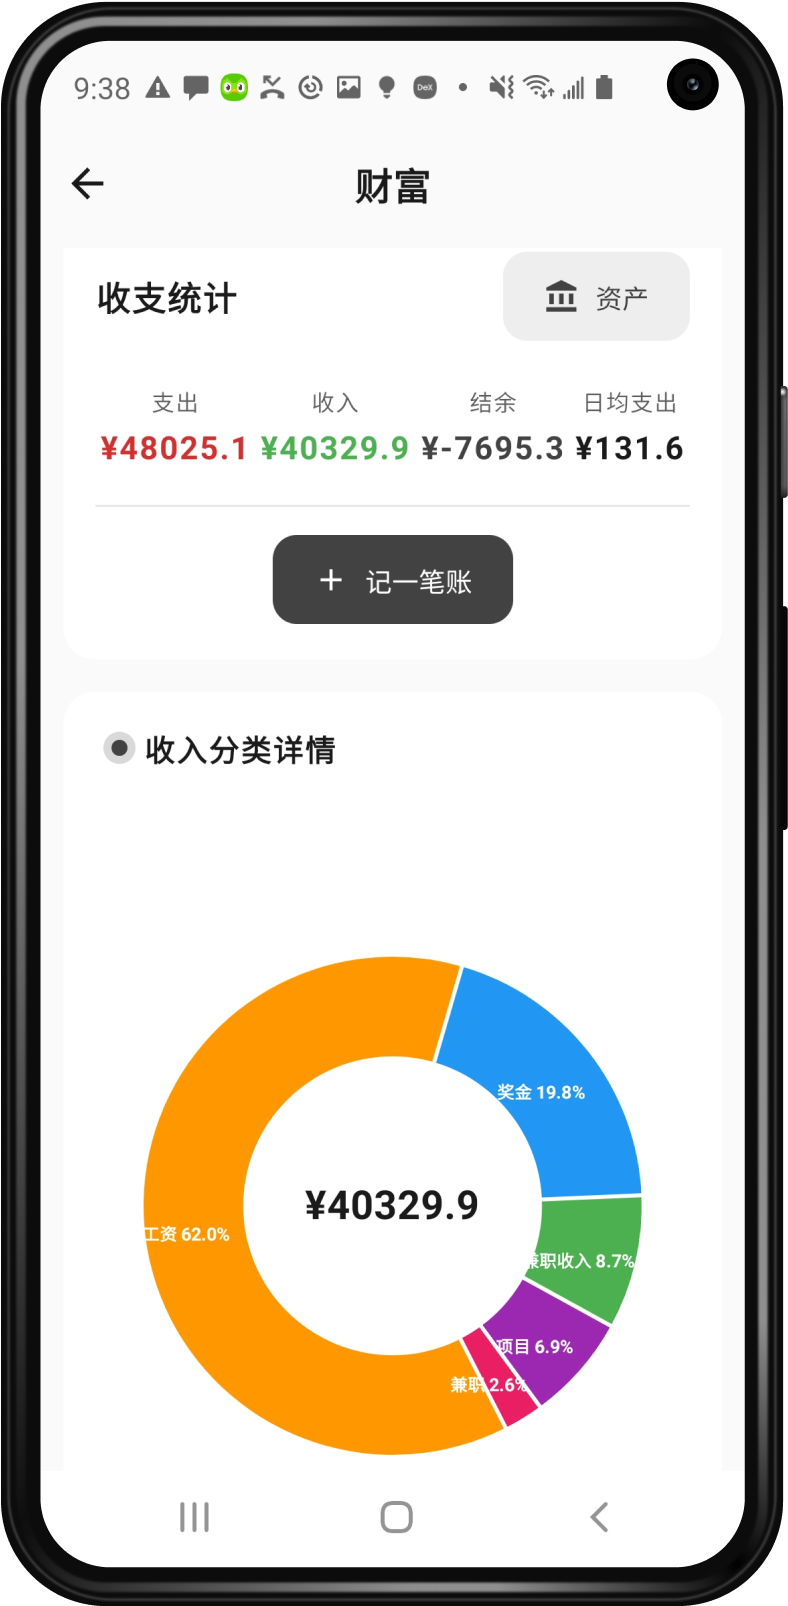 9:38
DeX
财富
收支统计
资产
支出 收入 结余 日均支出
¥48025.1 ¥40329.9 ¥-7695.3 ¥131.6
+ 记一笔账
收入分类详情
奖金 19.8%
¥40329.9
工资 62.0%
兼职收入 8.7%
项目 6.9%
兼职 2.6%